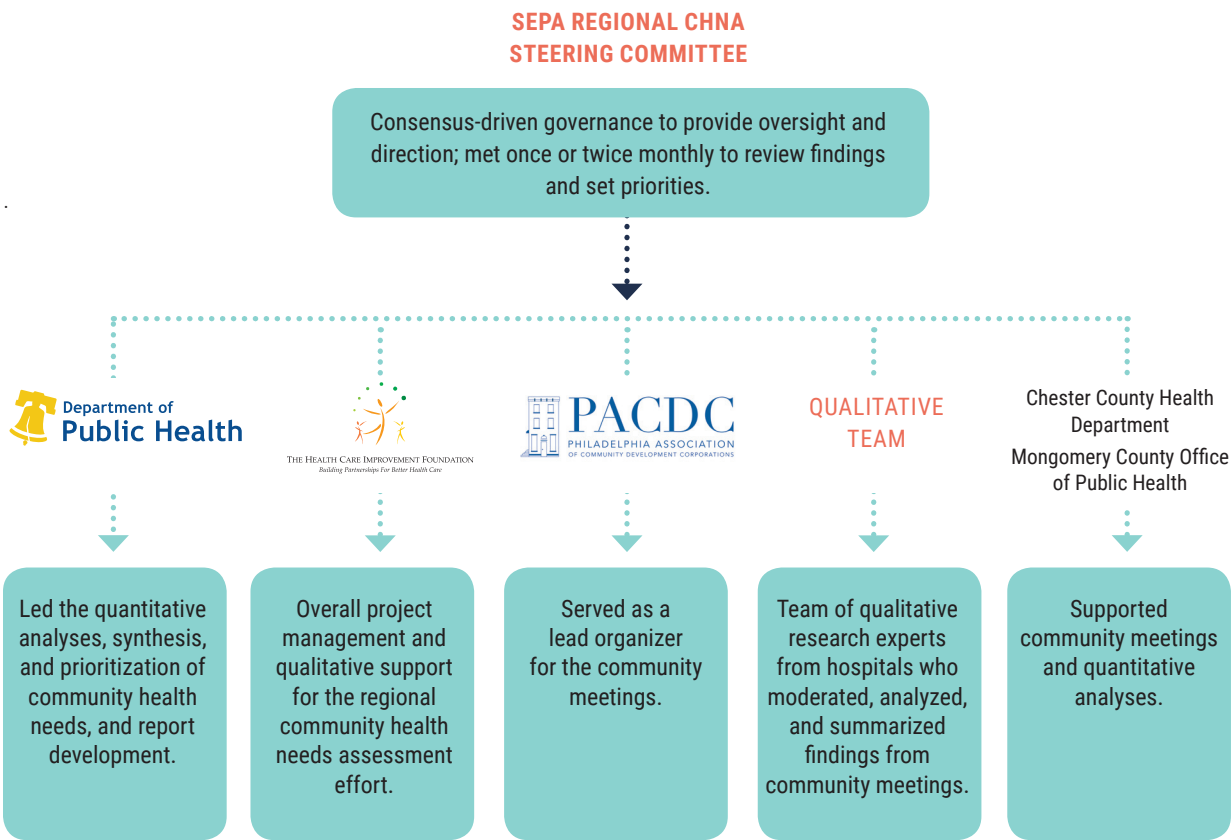 SEPA REGIONAL CHNA
STEERING COMMITTEE
Consensus-driven governance to provide oversight and
direction; met once or twice monthly to review findings
and set priorities.
.
Department of
Public Health
THE HEALTH CARE IMPROVEMENT FOUNDATION
Building Partnerships For Better Health Care
PACDC
PHILADELPHIA ASSOCIATION
OF COMMUNITY DEVELOPMENT CORPORATIONS
QUALITATIVE
TEAM
Chester County Health
Department
Mongomery County Office
of Public Health
Led the quantitative
analyses, synthesis,
and prioritization of
community health
needs, and report
development.
Overall project
management and
qualitative support
for the regional
community health
needs assessment
effort.
Served as a
lead organizer
for the community
meetings.
Team of qualitative
research experts
from hospitals who
moderated, analyzed,
and summarized
findings from
community meetings.
Supported
community meetings
and quantitative
analyses.